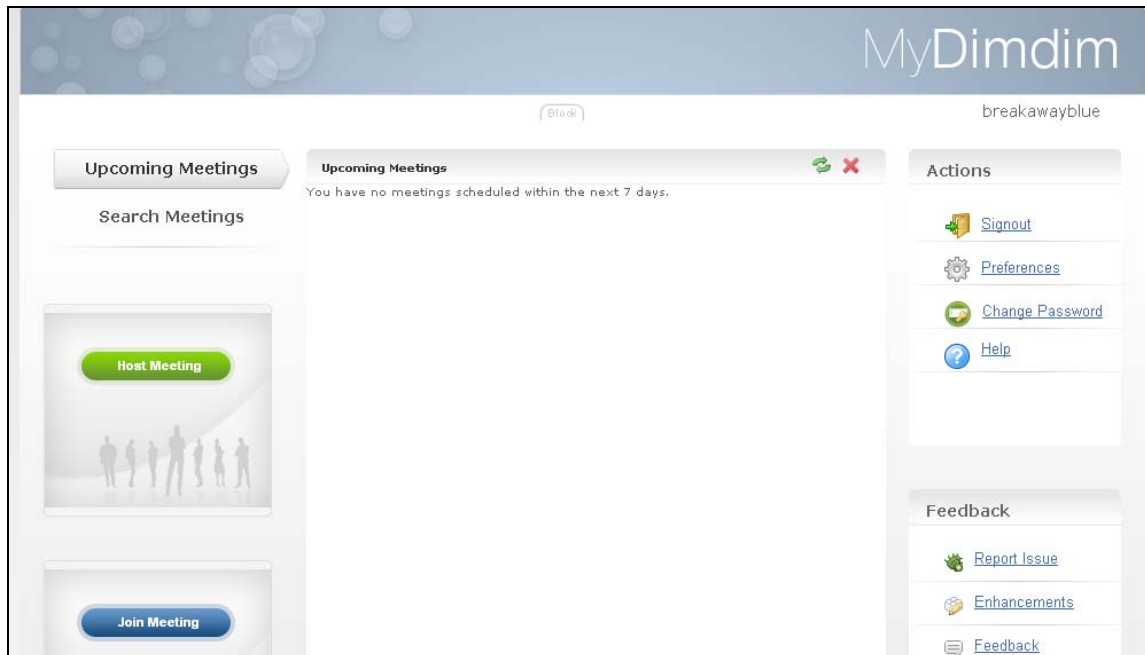 MyDimdim
Block
breakawayblue
Upcoming Meetings
Search Meetings
Host Meeting
Join Meeting
Upcoming Meetings
You have no meetings scheduled within the next 7 days.
Actions
Signout
Preferences
Change Password
Help
Feedback
Report Issue
Enhancements
Feedback